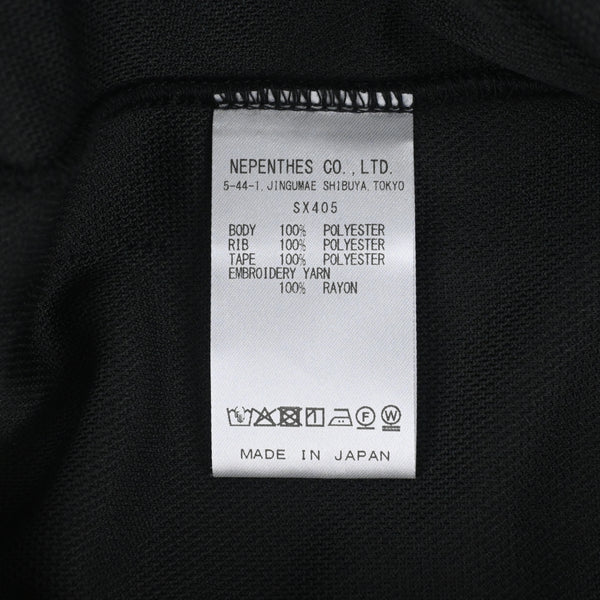 NEPENTHES CO.,LTD.
5-44-1, JINGUMAE SHIBUYA, TOKYO
SX405
BODY 100% POLYESTER
RIB 100% POLYESTER
TAPE 100% POLYESTER
EMBROIDERY YARN
100% RAYON
F W
MADE IN JAPAN